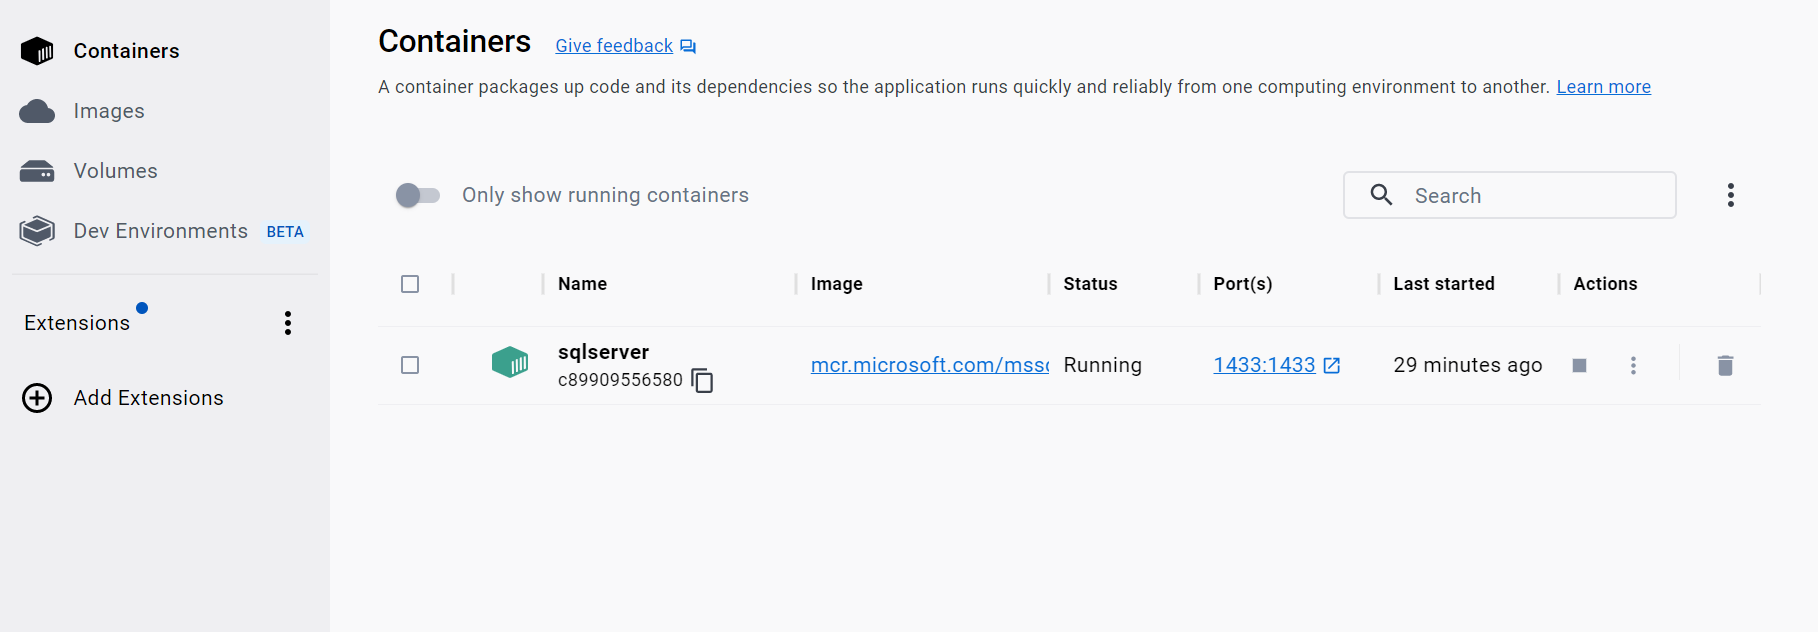 Containers
Images
Volumes
Dev Environments BETA
Extensions
Add Extensions
Containers Give feedback
A container packages up code and its dependencies so the application runs quickly and reliably from one computing environment to another. Learn more
Only show running containers
Search
Name Image Status Port(s) Last started Actions
sqlserver
c89909556580
mcr.microsoft.com/mss Running 1433:1433 29 minutes ago